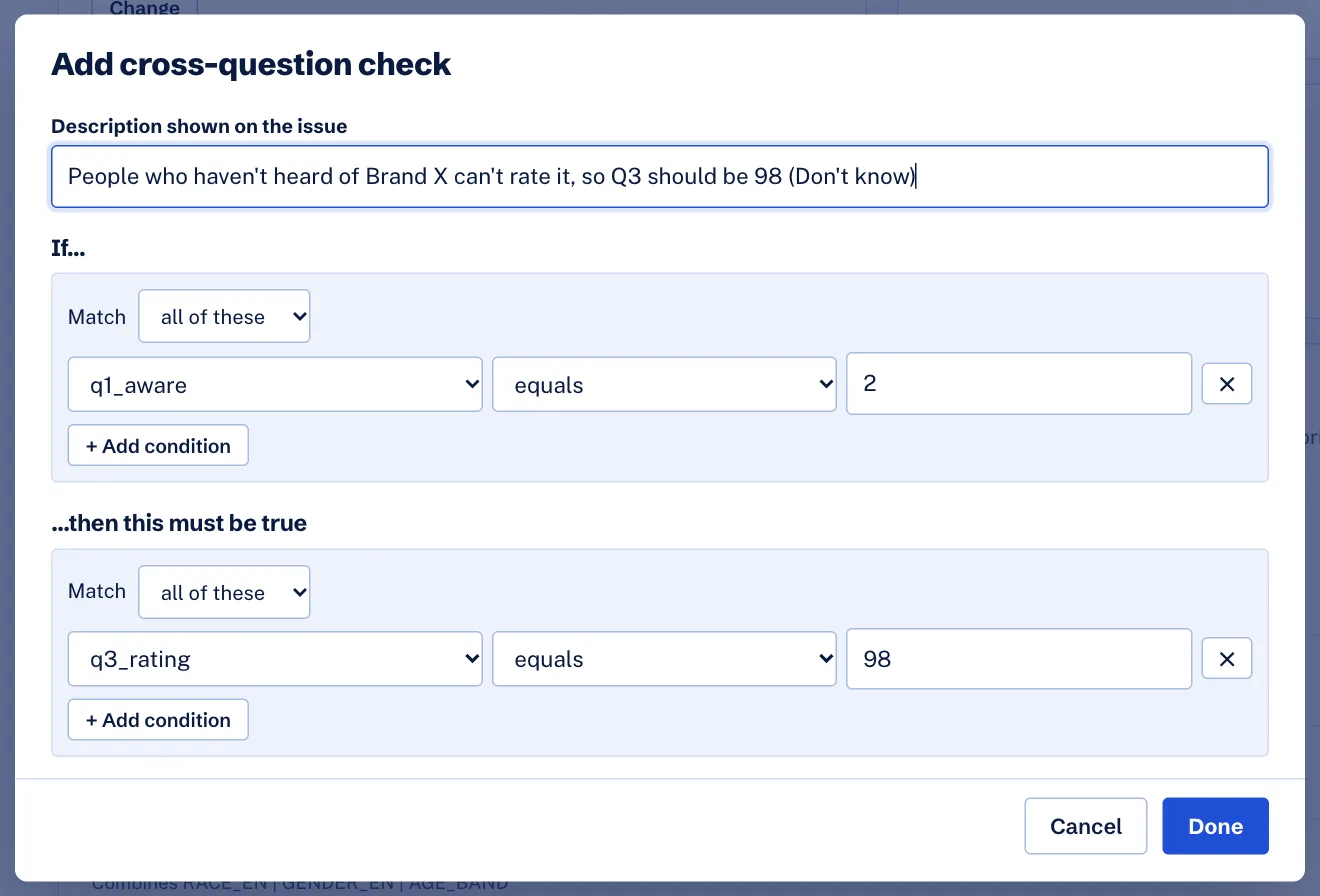 Change
Add cross-question check
Description shown on the issue
People who haven't heard of Brand X can't rate it, so Q3 should be 98 (Don't know)
If...
Match all of these
q1_aware equals 2
+ Add condition
...then this must be true
Match all of these
q3_rating equals 98
+ Add condition
Cancel Done
Combines RACE_EN | GENDER_EN | AGE_BAND